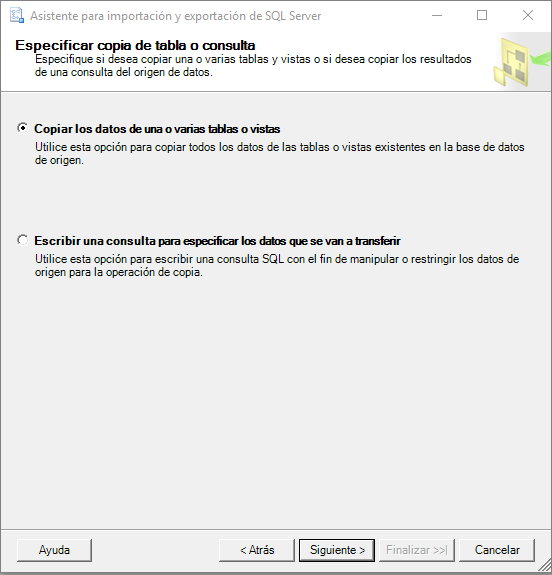 Asistente para importación y exportación de SQL Server
Especificar copia de tabla o consulta
Especifique si desea copiar una o varias tablas y vistas o si desea copiar los resultados
de una consulta del origen de datos.
Copiar los datos de una o varias tablas o vistas
Utilice esta opción para copiar todos los datos de las tablas o vistas existentes en la base de datos
de origen.
Escribir una consulta para especificar los datos que se van a transferir
Utilice esta opción para escribir una consulta SQL con el fin de manipular o restringir los datos de
origen para la operación de copia.
Ayuda
< Atrás
Siguiente >
Finalizar >>|
Cancelar